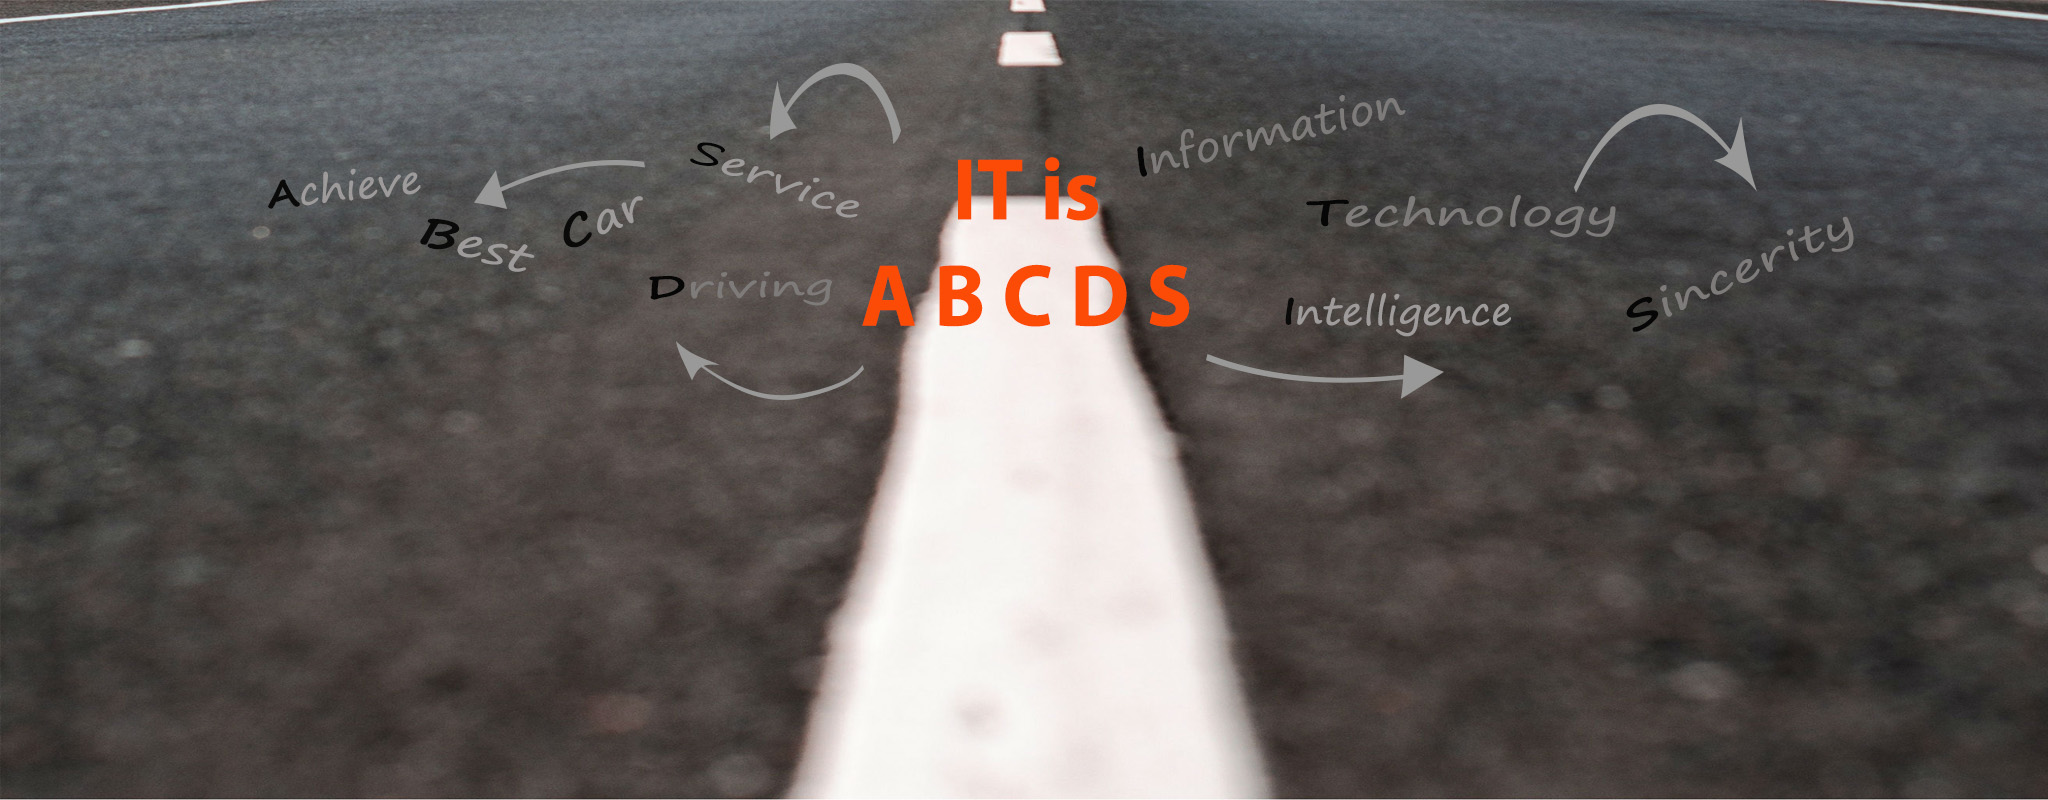 IT is
A B C D S
Achieve
Best
Car
Driving
Service
Information
Technology
Intelligence
Sincerity